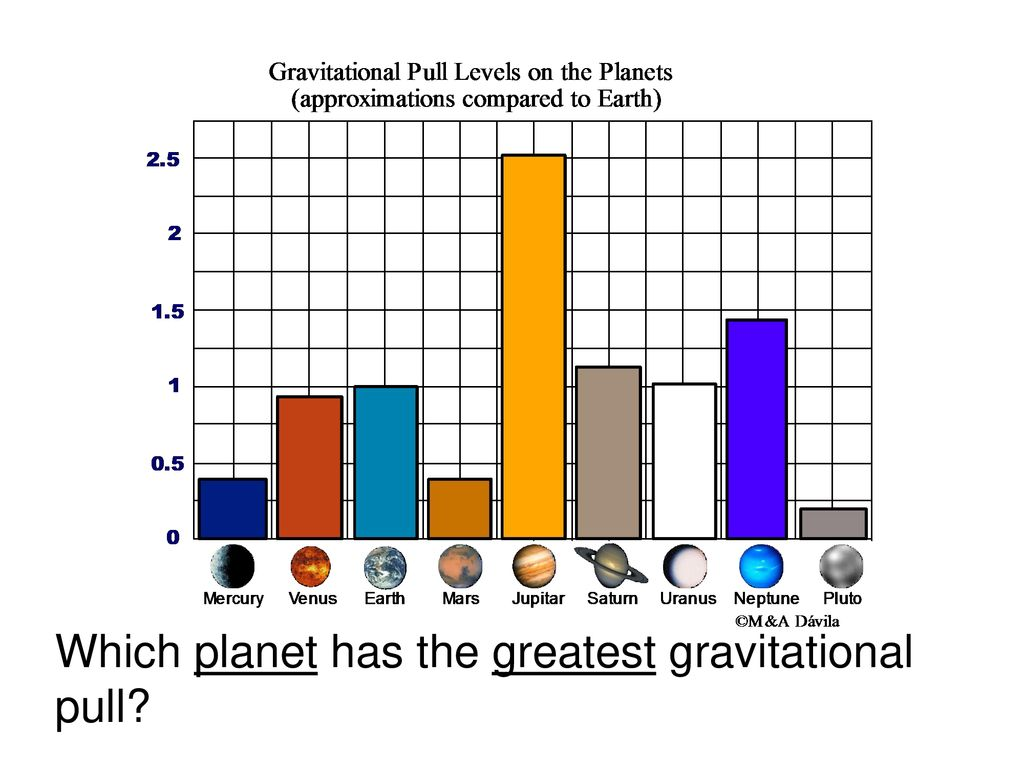 Gravitational Pull Levels on the Planets
(approximations compared to Earth)
2.5
2
1.5
1
0.5
0
Mercury Venus Earth Mars Jupitar Saturn Uranus Neptune Pluto
©M&A Dávila
Which planet has the greatest gravitational
pull?